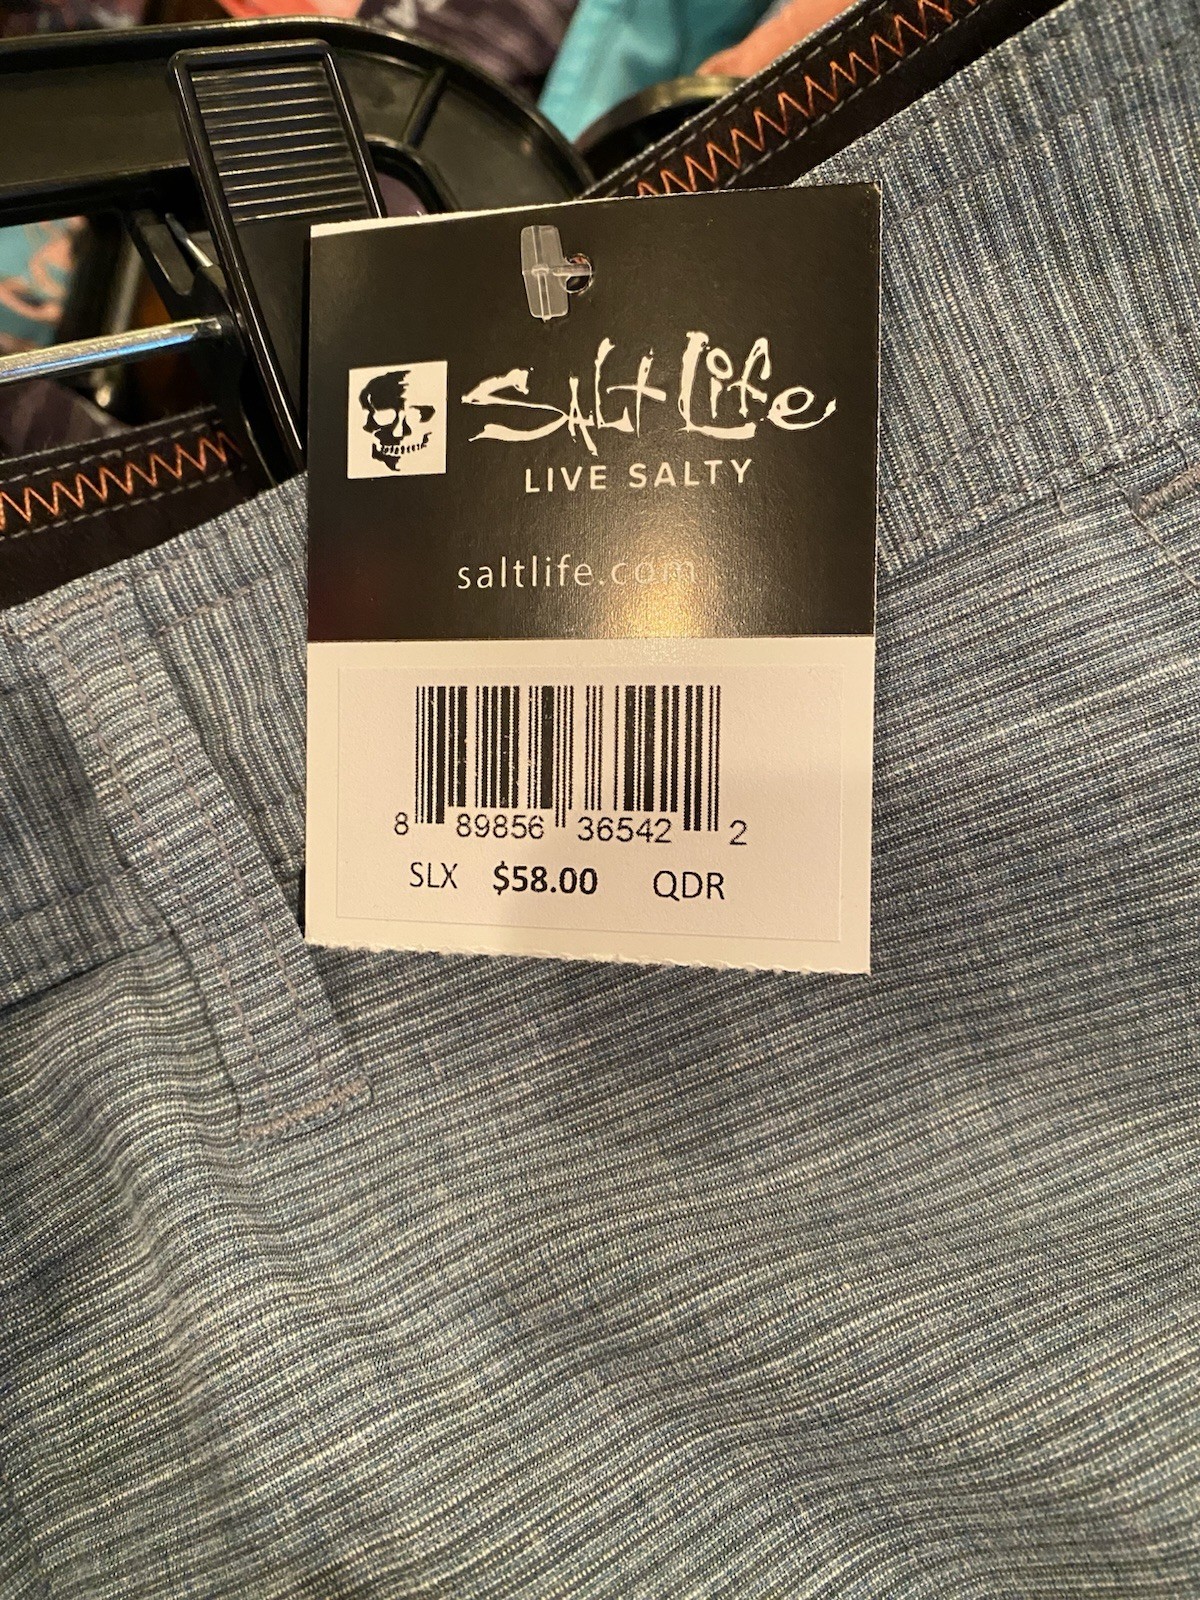 Salt Life
LIVE SALTY
saltlife.com
8 89856 36542 2
SLX $58.00 QDR